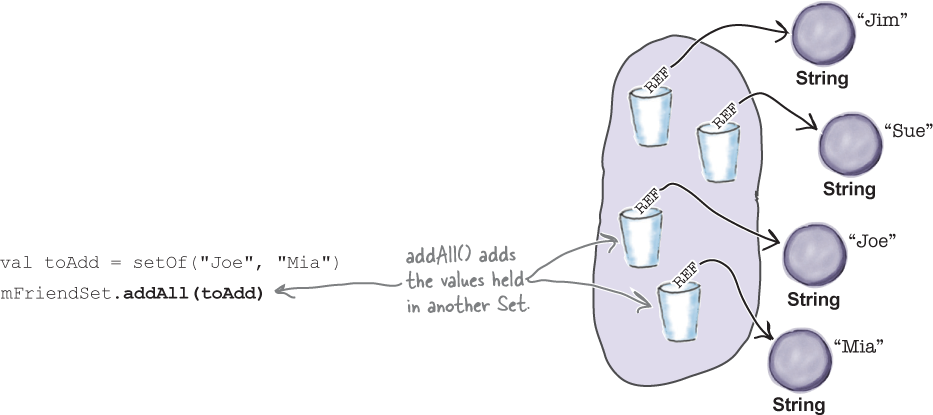 “Jim”
REF
String
REF
“Sue”
String
REF
“Joe”
val toAdd = setOf("Joe", "Mia")
mFriendSet.addAll(toAdd)
addAll() adds
the values held
in another Set.
REF
String
“Mia”
String